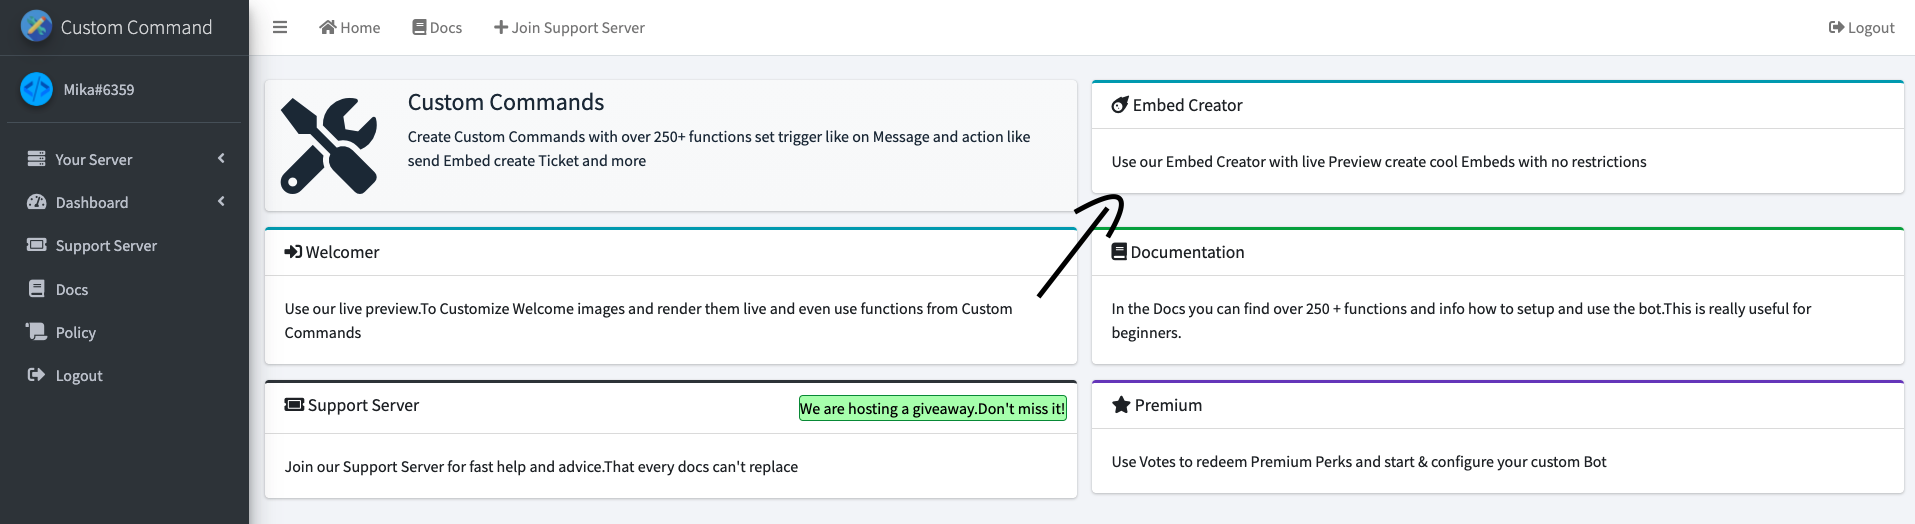 Custom Command
Home
Docs
Join Support Server
Logout
Mika#6359
Your Server
Dashboard
Support Server
Docs
Policy
Logout
Custom Commands
Create Custom Commands with over 250+ functions set trigger like on Message and action like
send Embed create Ticket and more
Embed Creator
Use our Embed Creator with live Preview create cool Embeds with no restrictions
Welcomer
Use our live preview.To Customize Welcome images and render them live and even use functions from Custom
Commands
Documentation
In the Docs you can find over 250 + functions and info how to setup and use the bot.This is really useful for
beginners.
Support Server
We are hosting a giveaway.Don't miss it!
Join our Support Server for fast help and advice.That every docs can't replace
Premium
Use Votes to redeem Premium Perks and start & configure your custom Bot